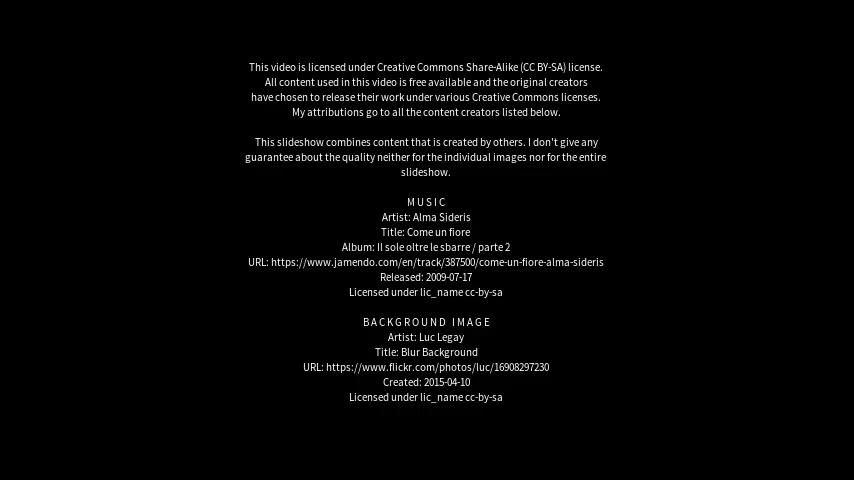 This video is licensed under Creative Commons Share-Alike (CC BY-SA) license.
All content used in this video is free available and the original creators
have chosen to release their work under various Creative Commons licenses.
My attributions go to all the content creators listed below.
This slideshow combines content that is created by others. I don't give any
guarantee about the quality neither for the individual images nor for the entire
slideshow.
MUSIC
Artist: Alma Sideris
Title: Come un fiore
Album: Il sole oltre le sbarre / parte 2
URL: https://www.jamendo.com/en/track/387500/come-un-fiore-alma-sideris
Released: 2009-07-17
Licensed under lic_name cc-by-sa
BACKGROUND IMAGE
Artist: Luc Legay
Title: Blur Background
URL: https://www.flickr.com/photos/luc/16908297230
Created: 2015-04-10
Licensed under lic_name cc-by-sa